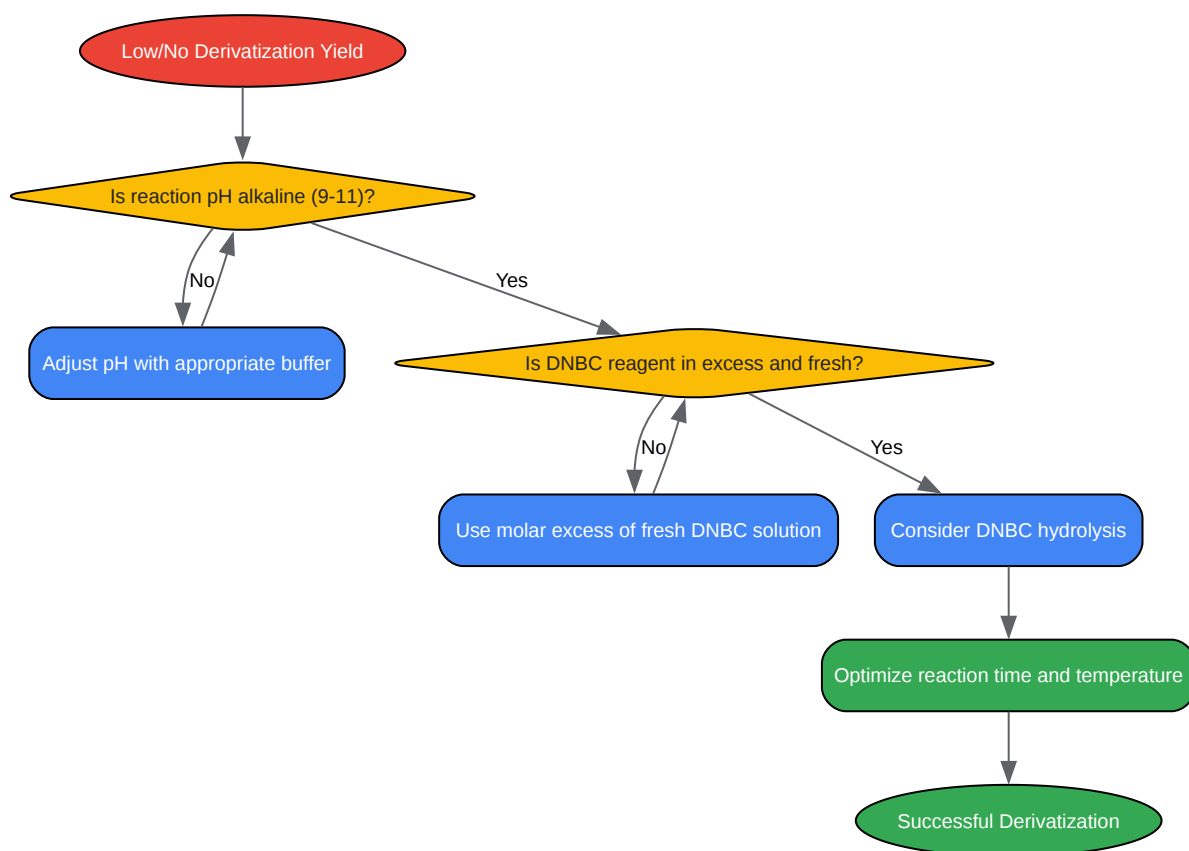 Low/No Derivatization Yield
Is reaction pH alkaline (9-11)?
No
Yes
Adjust pH with appropriate buffer
Is DNBC reagent in excess and fresh?
No
Yes
Use molar excess of fresh DNBC solution
Consider DNBC hydrolysis
Optimize reaction time and temperature
Successful Derivatization